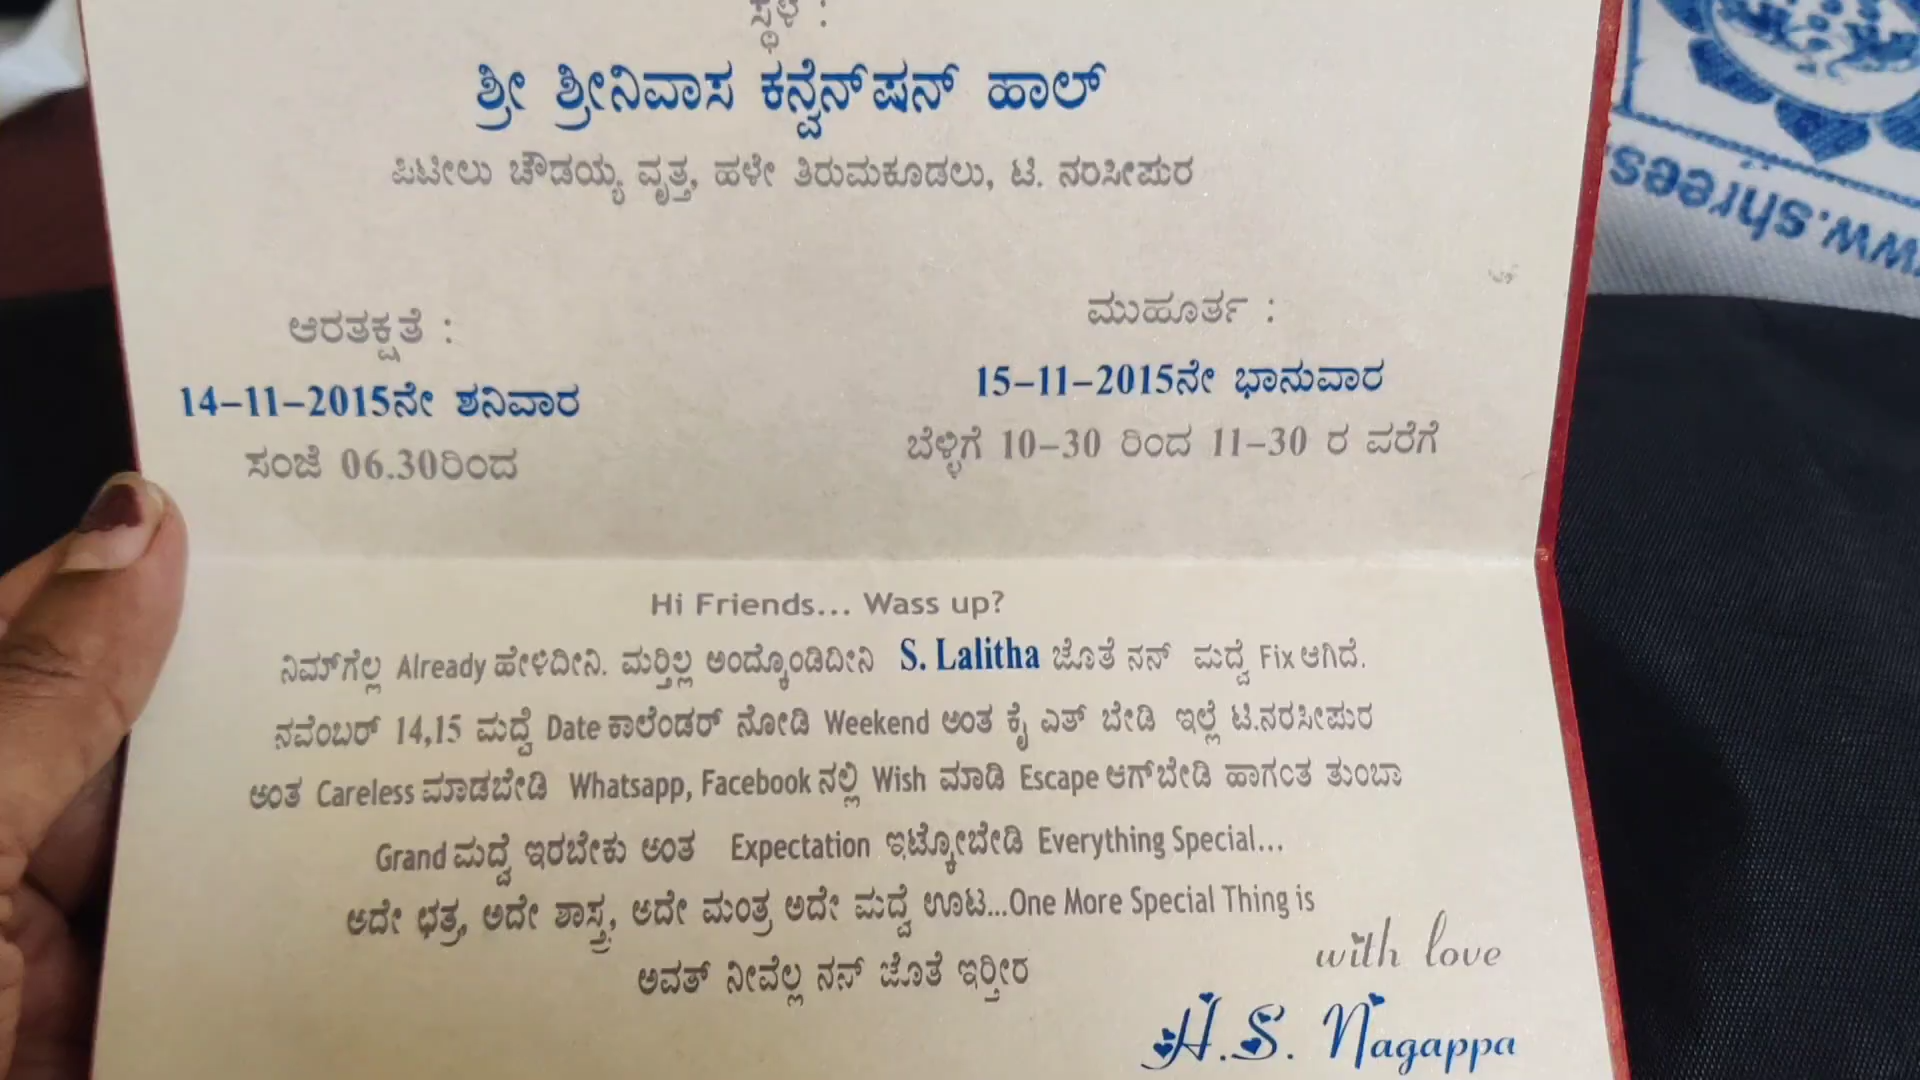 ಸ್ಥಳ :
ಶ್ರೀ ಶ್ರೀನಿವಾಸ ಕನ್ವೆನ್‌ಷನ್ ಹಾಲ್
ಪಿಟೀಲು ಚೌಡಯ್ಯ ವೃತ್ತ, ಹಳೇ ತಿರುಮಕೂಡಲು, ಟಿ. ನರಸೀಪುರ
ಆರತಕ್ಷತೆ :
14-11-2015ನೇ ಶನಿವಾರ
ಸಂಜೆ 06.30ರಿಂದ
ಮುಹೂರ್ತ :
15-11-2015ನೇ ಭಾನುವಾರ
ಬೆಳ್ಳಿಗೆ 10-30 ರಿಂದ 11-30 ರ ವರೆಗೆ
Hi Friends... Wass up?
ನಿಮ್‌ಗೆಲ್ಲ Already ಹೇಳಿದೀನಿ. ಮರ್‍ತಿಲ್ಲ ಅಂದ್ಕೊಂಡಿದೀನಿ S. Lalitha ಜೊತೆ ನನ್ ಮದ್ವೆ Fix ಆಗಿದೆ.
ನವೆಂಬರ್ 14,15 ಮದ್ವೆ Date ಕಾಲೆಂಡರ್ ನೋಡಿ Weekend ಅಂತ ಕೈ ಎತ್ ಬೇಡಿ ಇಲ್ಲೆ ಟಿ.ನರಸೀಪುರ
ಅಂತ Careless ಮಾಡಬೇಡಿ Whatsapp, Facebook ನಲ್ಲಿ Wish ಮಾಡಿ Escape ಆಗ್‌ಬೇಡಿ ಹಾಗಂತ ತುಂಬಾ
Grand ಮದ್ವೆ ಇರಬೇಕು ಅಂತ Expectation ಇಟ್ಕೋಬೇಡಿ Everything Special...
ಅದೇ ಛತ್ರ, ಅದೇ ಶಾಸ್ತ್ರ, ಅದೇ ಮಂತ್ರ ಅದೇ ಮದ್ವೆ ಊಟ...One More Special Thing is
ಅವತ್ ನೀವೆಲ್ಲ ನನ್ ಜೊತೆ ಇರ್‍ತೀರ
with love
H.S. Nagappa